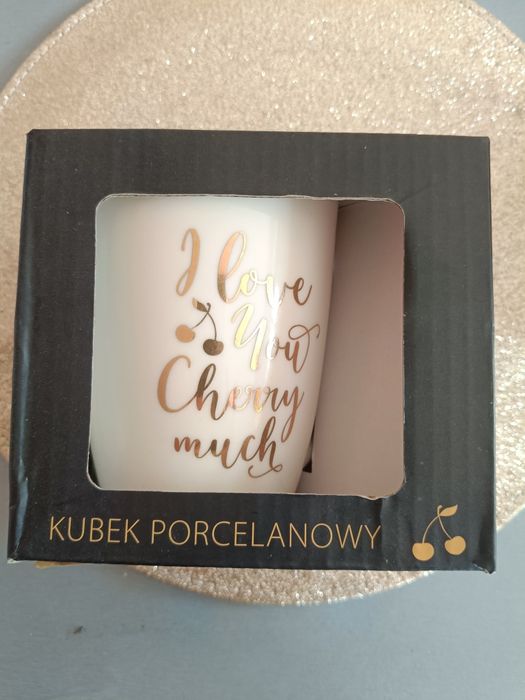 I love
You
Cherry
much
KUBEK PORCELANOWY